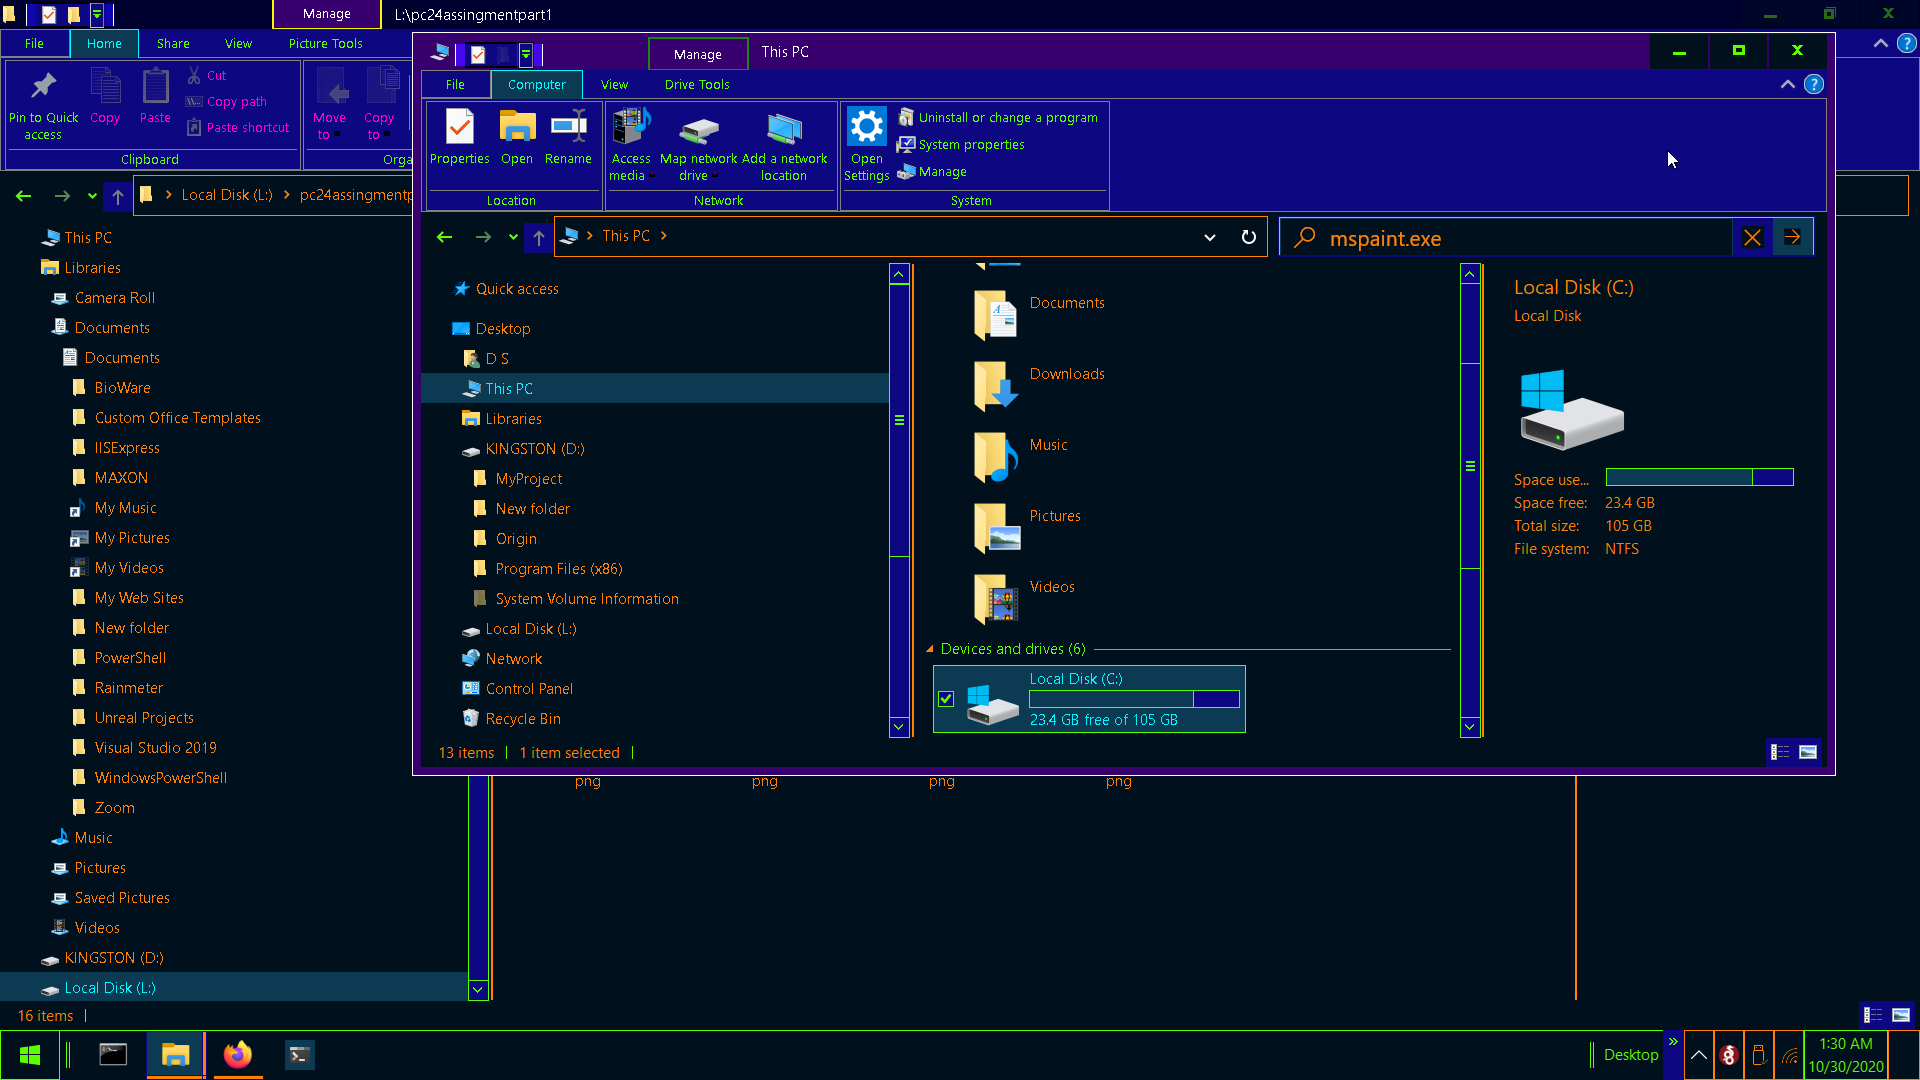 Manage
L:\pc24assingmentpart1
File
Home
Share
View
Picture Tools
Pin to Quick access
Copy
Paste
Cut
Copy path
Paste shortcut
Clipboard
Move to
Copy to
Orga
Local Disk (L:)
pc24assingmentp
This PC
Libraries
Camera Roll
Documents
Documents
BioWare
Custom Office Templates
IISExpress
MAXON
My Music
My Pictures
My Videos
My Web Sites
New folder
PowerShell
Rainmeter
Unreal Projects
Visual Studio 2019
WindowsPowerShell
Zoom
Music
Pictures
Saved Pictures
Videos
KINGSTON (D:)
Local Disk (L:)
16 items
Manage
This PC
File
Computer
View
Drive Tools
Properties
Open
Rename
Location
Access media
Map network drive
Add a network location
Network
Open Settings
Uninstall or change a program
System properties
Manage
System
This PC
mspaint.exe
Quick access
Desktop
D S
This PC
Libraries
KINGSTON (D:)
MyProject
New folder
Origin
Program Files (x86)
System Volume Information
Local Disk (L:)
Network
Control Panel
Recycle Bin
Documents
Downloads
Music
Pictures
Videos
Devices and drives (6)
Local Disk (C:)
23.4 GB free of 105 GB
Local Disk (C:)
Local Disk
Space use...
Space free: 23.4 GB
Total size: 105 GB
File system: NTFS
13 items
1 item selected
png
png
png
png
Desktop
1:30 AM
10/30/2020